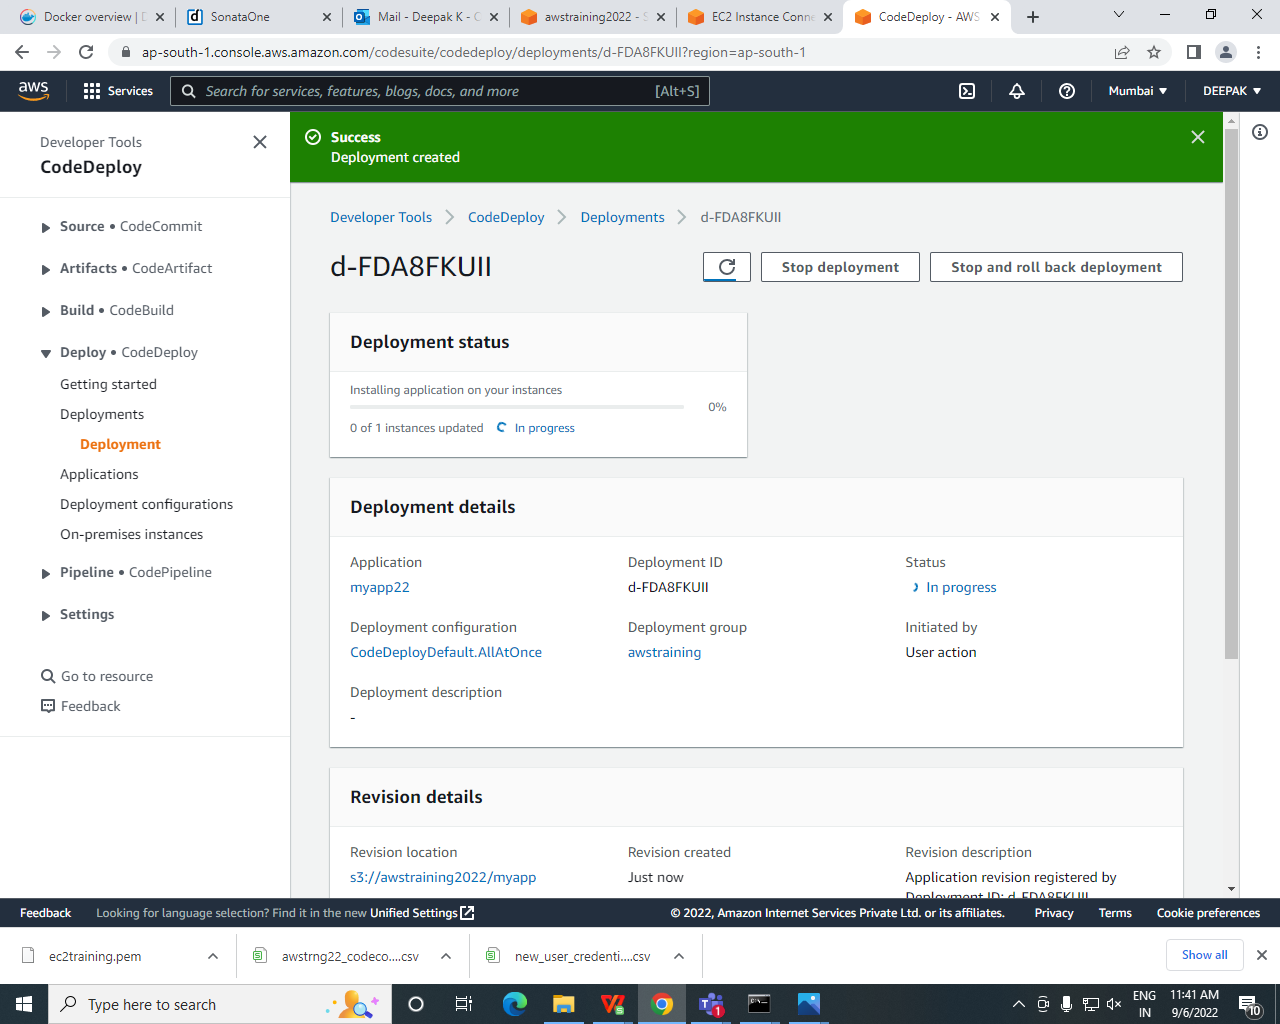 Docker overview | D
SonataOne
Mail - Deepak K - O
awstraining2022 - S
EC2 Instance Conne
CodeDeploy - AWS
ap-south-1.console.aws.amazon.com/codesuite/codedeploy/deployments/d-FDA8FKUII?region=ap-south-1
aws
Services
Search for services, features, blogs, docs, and more
[Alt+S]
Mumbai
DEEPAK
Developer Tools
CodeDeploy
Source • CodeCommit
Artifacts • CodeArtifact
Build • CodeBuild
Deploy • CodeDeploy
Getting started
Deployments
Deployment
Applications
Deployment configurations
On-premises instances
Pipeline • CodePipeline
Settings
Go to resource
Feedback
Success
Deployment created
Developer Tools
CodeDeploy
Deployments
d-FDA8FKUII
d-FDA8FKUII
Stop deployment
Stop and roll back deployment
Deployment status
Installing application on your instances
0%
0 of 1 instances updated
In progress
Deployment details
Application
myapp22
Deployment ID
d-FDA8FKUII
Status
In progress
Deployment configuration
CodeDeployDefault.AllAtOnce
Deployment group
awstraining
Initiated by
User action
Deployment description
-
Revision details
Revision location
s3://awstraining2022/myapp
Revision created
Just now
Revision description
Application revision registered by
Deployment ID: d-FDA8FKUII
Feedback
Looking for language selection? Find it in the new Unified Settings
© 2022, Amazon Internet Services Private Ltd. or its affiliates.
Privacy
Terms
Cookie preferences
ec2training.pem
awstrng22_codeco....csv
new_user_credenti....csv
Show all
Type here to search
1
ENG
IN
11:41 AM
9/6/2022
10